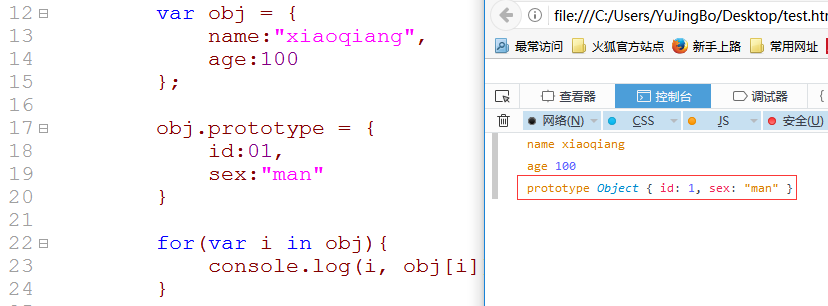 12 var obj = {
13 name:"xiaoqiang",
14 age:100
15 };
16
17 obj.prototype = {
18 id:01,
19 sex:"man"
20 }
21
22 for(var i in obj){
23 console.log(i, obj[i]
24 }
file:///C:/Users/YuJingBo/Desktop/test.htm
最常访问 火狐官方站点 新手上路 常用网址
查看器 控制台 调试器 {
网络(N) CSS JS 安全(U)
name xiaoqiang
age 100
prototype Object { id: 1, sex: "man" }